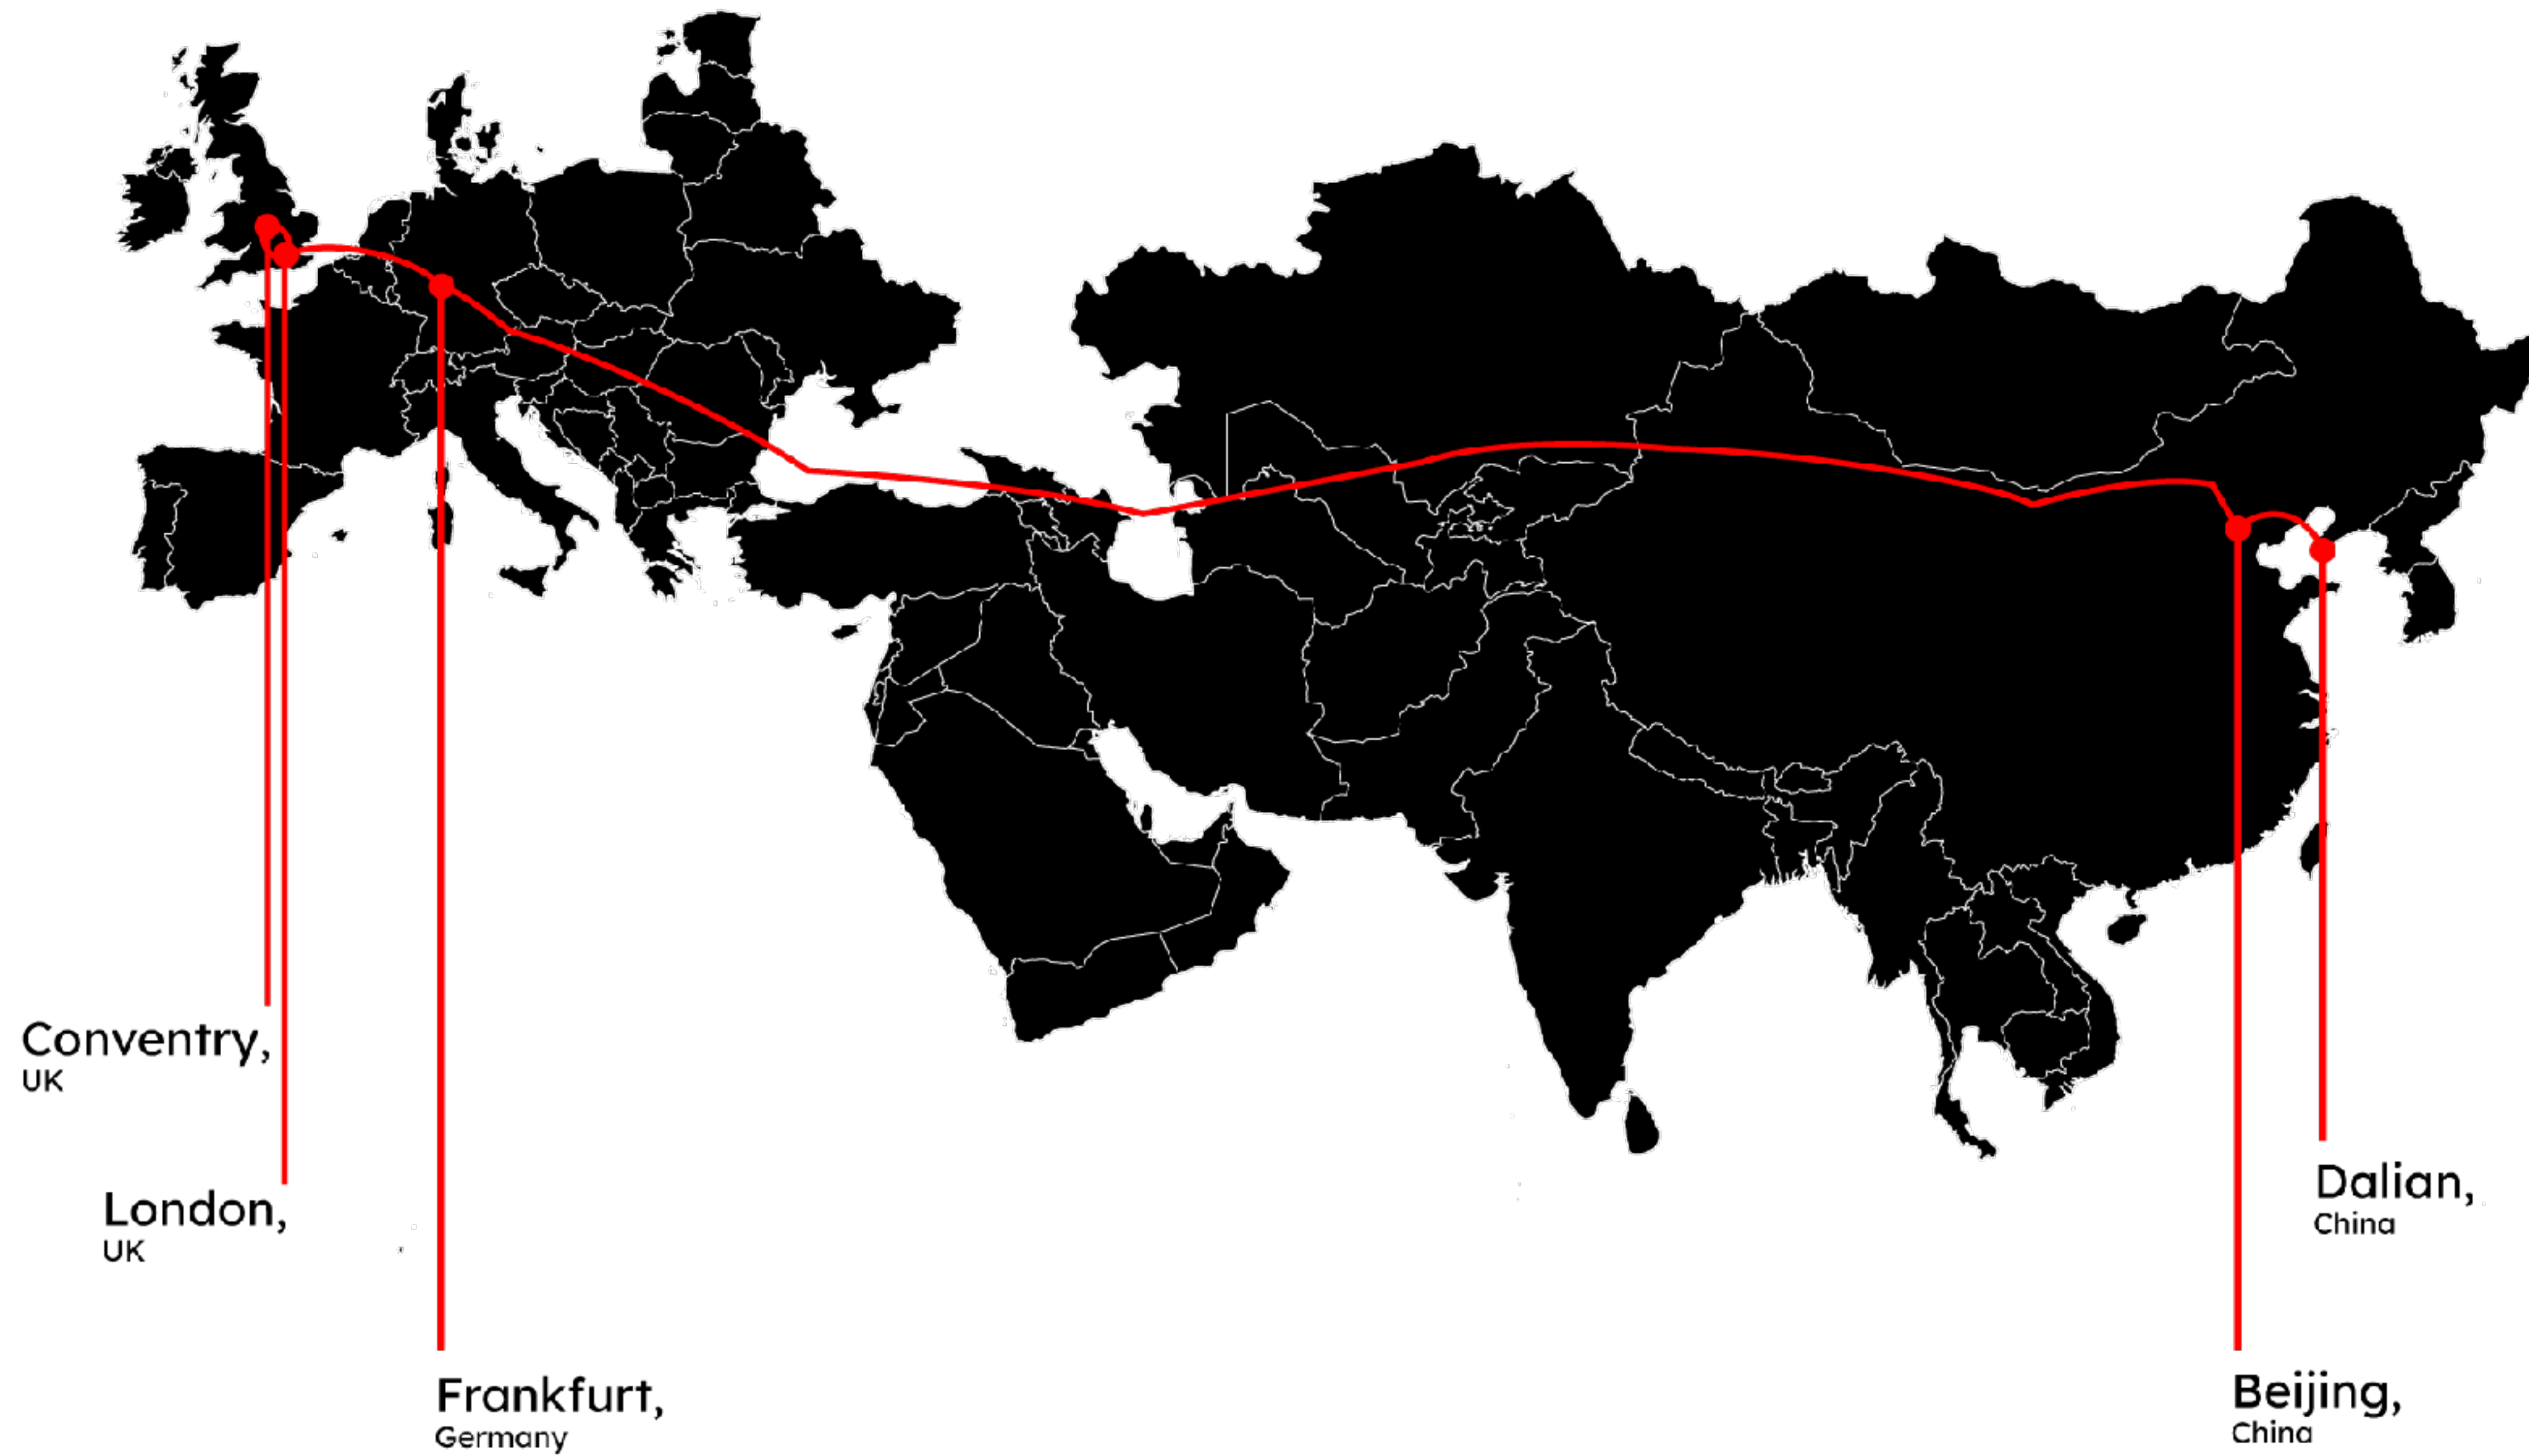 Conventry,
UK
London,
UK
Frankfurt,
Germany
Dalian,
China
Beijing,
China